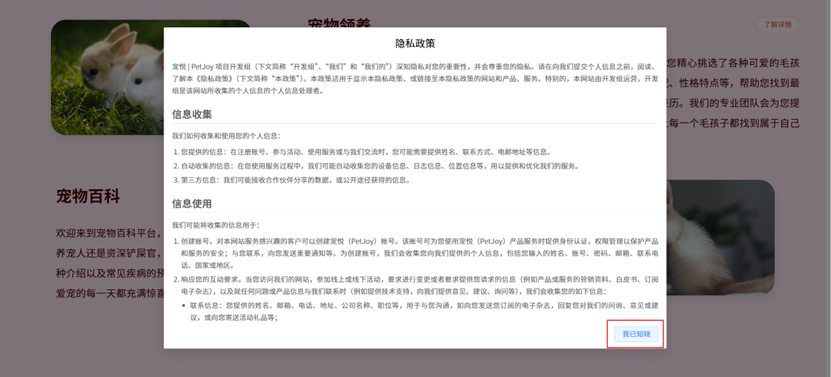 宠物领养
了解详情
隐私政策
宠悦 | PetJoy 项目开发组（下文简称“开发组”、“我们”和“我们的”）深知隐私对您的重要性，并会尊重您的隐私。请在向我们提交个人信息之前，阅读、
了解本《隐私政策》（下文简称“本政策”）。本政策适用于显示本隐私政策、或链接至本隐私政策的网站和产品、服务。特别的，本网站由开发组运营，开发
组是该网站所收集的个人信息的个人信息处理者。
您精心挑选了各种可爱的毛孩
、性格特点等，帮助您找到最
历。我们的专业团队会为您提
每一个毛孩子都找到属于自己
信息收集
我们如何收集和使用您的个人信息：
1. 您提供的信息：在注册账号、参与活动、使用服务或与我们交流时，您可能需要提供姓名、联系方式、电邮地址等信息。
2. 自动收集的信息：在您使用服务过程中，我们可能自动收集您的设备信息、日志信息、位置信息等，用以提供和优化我们的服务。
3. 第三方信息：我们可能接收合作伙伴分享的数据，或公开途径获得的信息。
信息使用
我们可能将收集的信息用于：
1. 创建账号。对本网站服务感兴趣的客户可以创建宠悦（PetJoy）账号。该账号可为您使用宠悦（PetJoy）产品服务时提供身份认证，权限管理以保护产品
和服务的安全；与您联系，向您发送重要通知等。为创建账号，我们会收集您向我们提供的个人信息，包括您输入的姓名、账号、密码、邮箱、联系电
话、国家或地区。
2. 响应您的互动要求。当您访问我们的网站，参加线上或线下活动，要求进行变更或者要求提供您请求的信息（例如产品或服务的营销资料、白皮书、订阅
电子杂志），以及就任何问题或产品信息与我们联系时（例如提供技术支持，向我们提供意见、建议、询问等），我们会收集您的如下信息：
• 联系信息：您提供的姓名、邮箱、电话、地址、公司名称、职位等，用于与您沟通，如向您发送您订阅的电子杂志，回复您对我们的问询、意见或建
议，或向您寄送活动礼品等；
我已知晓
宠物百科
欢迎来到宠物百科平台，
养宠人还是资深铲屎官，
种介绍以及常见疾病的预
爱宠的每一天都充满惊喜